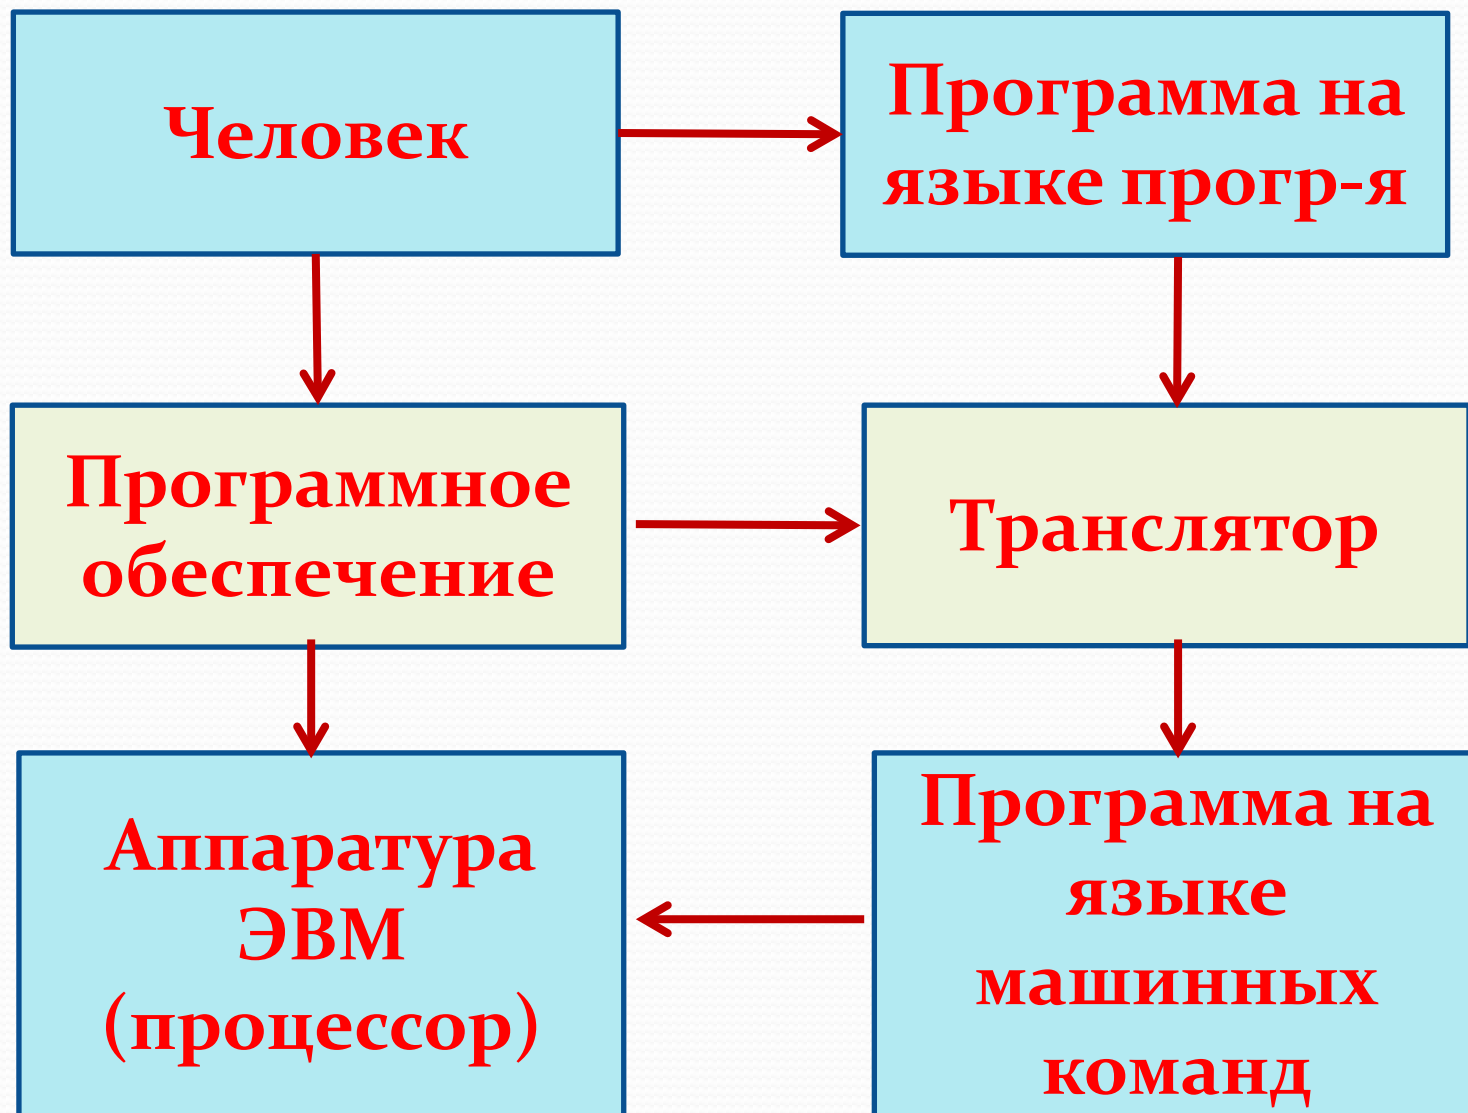 Человек
Программа на
языке прогр-я
Программное
обеспечение
Транслятор
Аппаратура
ЭВМ
(процессор)
Программа на
языке
машинных
команд